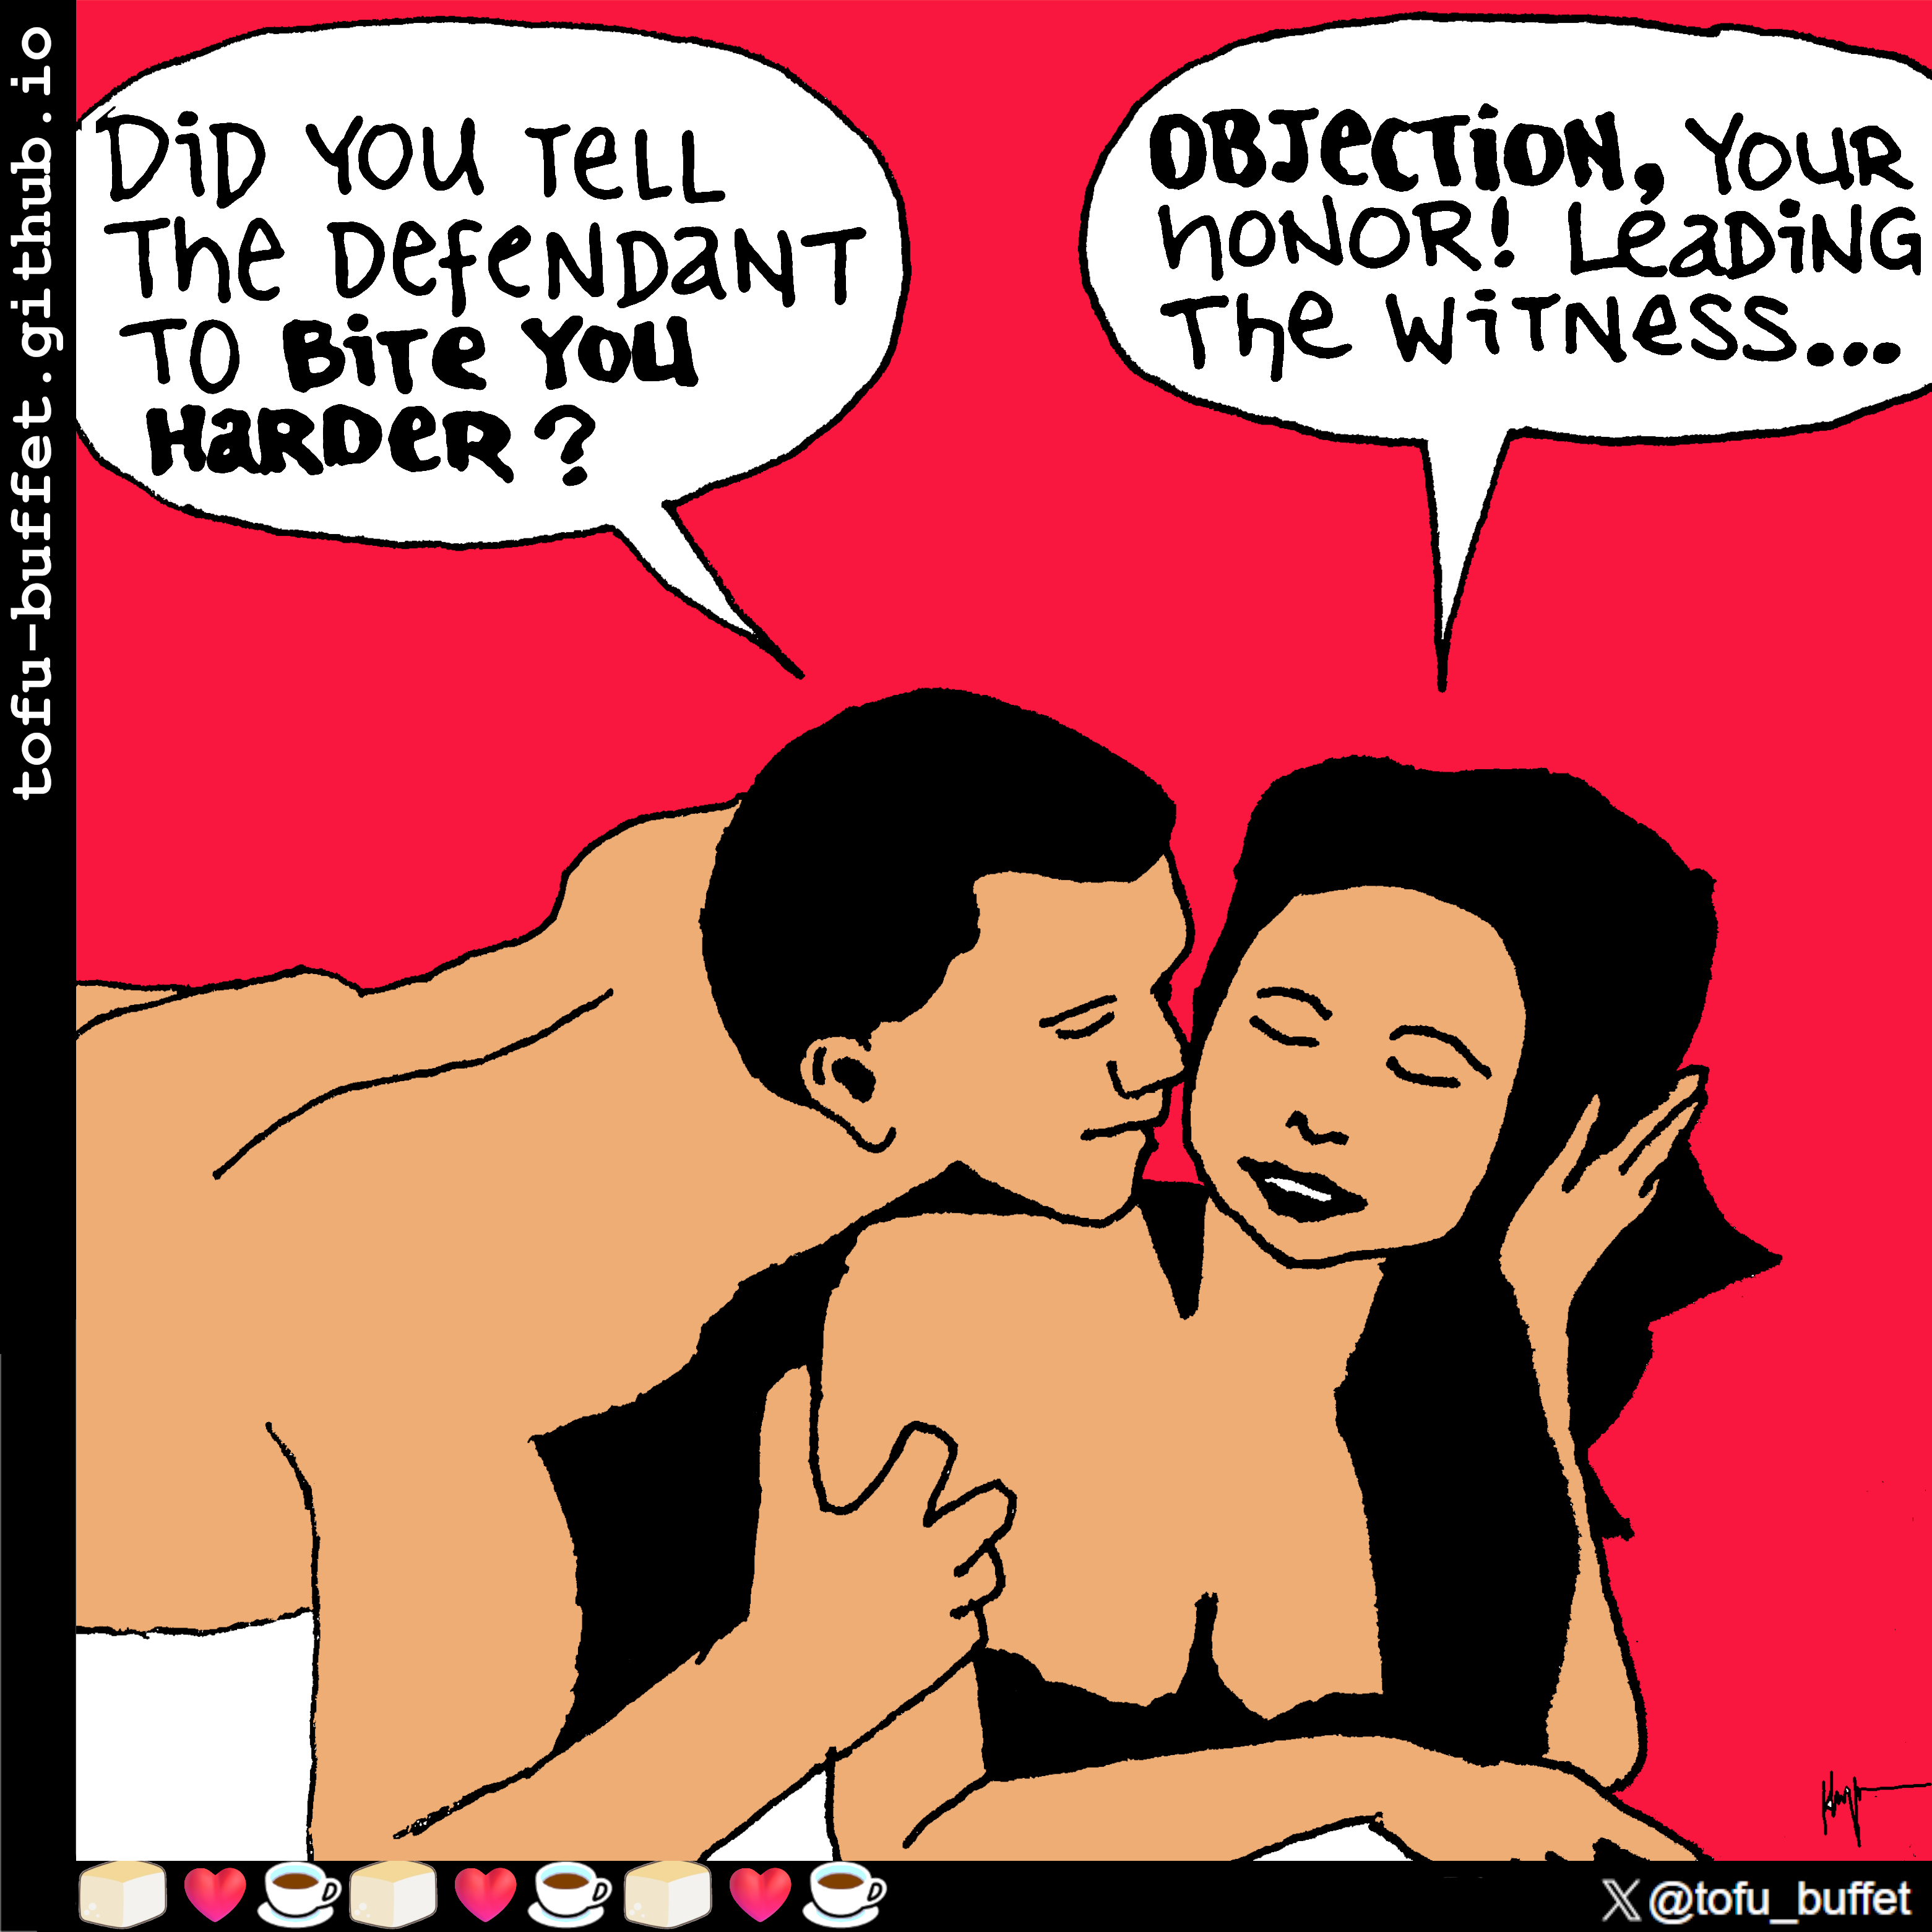 tofu-buffet.github.io
DiD YOU Tell
The Defendant
To Bite You
Harder?
Objection, Your
Honor! Leading
The Witness...
𝕏 @tofu_buffet